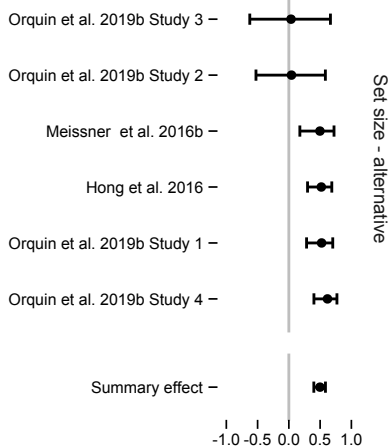 Orquin et al. 2019b Study 3
Orquin et al. 2019b Study 2
Meissner et al. 2016b
Hong et al. 2016
Orquin et al. 2019b Study 1
Orquin et al. 2019b Study 4
Summary effect
Set size - alternative
-1.0 -0.5 0.0 0.5 1.0